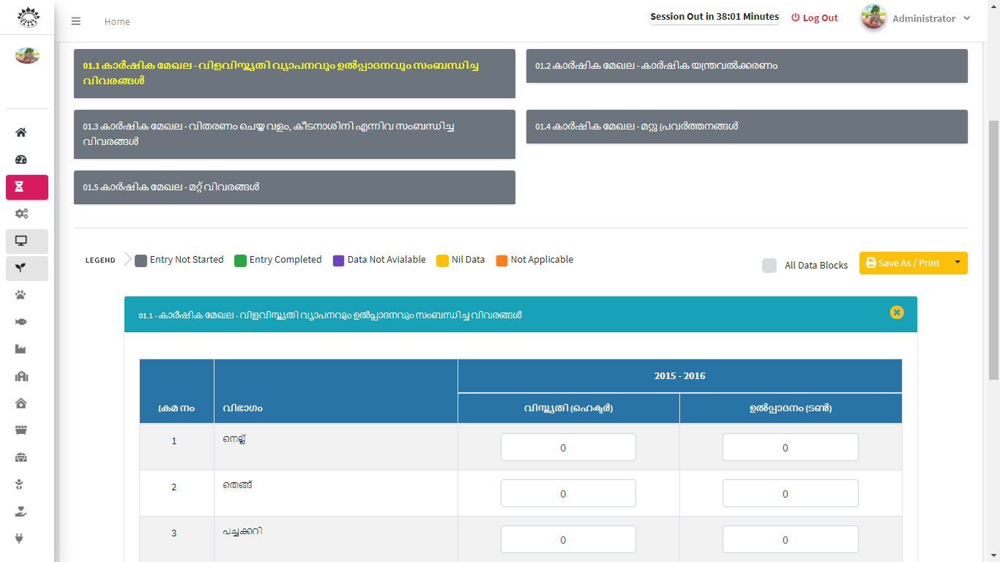 Home
Session Out in 38:01 Minutes
Log Out
Administrator
01.1 കാർഷിക മേഖല - വിളവിസ്തൃതി വ്യാപനവും ഉൽപ്പാദനവും സംബന്ധിച്ച
വിവരങ്ങൾ
01.2 കാർഷിക മേഖല - കാർഷിക യന്ത്രവൽക്കരണം
01.3 കാർഷിക മേഖല - വിതരണം ചെയ്ത വളം, കീടനാശിനി എന്നിവ സംബന്ധിച്ച
വിവരങ്ങൾ
01.4 കാർഷിക മേഖല - മറ്റു പ്രവർത്തനങ്ങൾ
01.5 കാർഷിക മേഖല - മറ്റ് വിവരങ്ങൾ
LEGEND
Entry Not Started
Entry Completed
Data Not Avialable
Nil Data
Not Applicable
All Data Blocks
Save As / Print
01.1 - കാർഷിക മേഖല - വിളവിസ്തൃതി വ്യാപനവും ഉൽപ്പാദനവും സംബന്ധിച്ച വിവരങ്ങൾ
2015 - 2016
ക്രമ നം
വിഭാഗം
വിസ്തൃതി (ഹെക്ടർ)
ഉൽപ്പാദനം (ടൺ)
1 നെല്ല് 0 0
2 തെങ്ങ് 0 0
3 പച്ചക്കറി 0 0